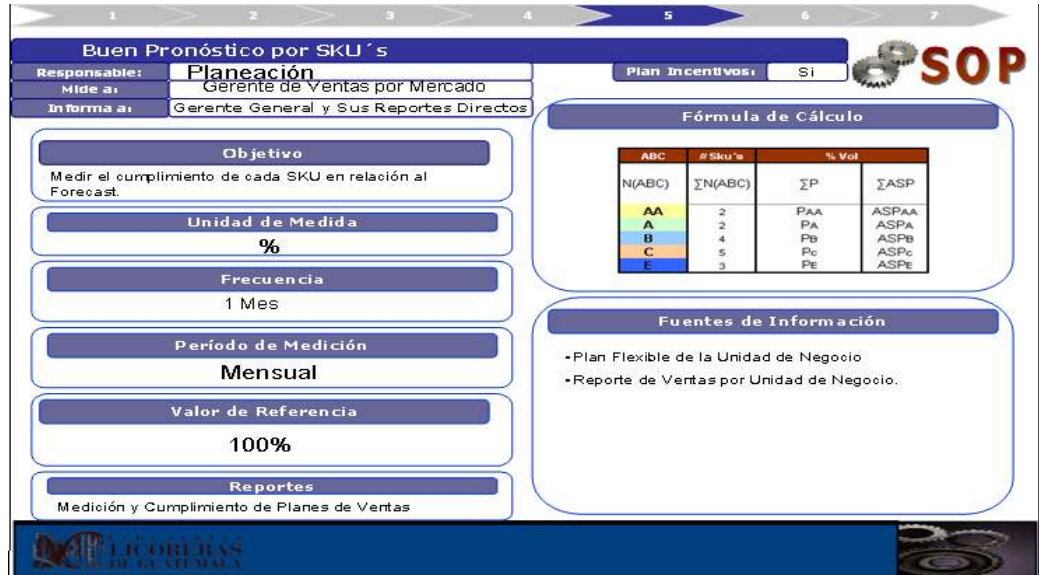 1 2 3 4 5 6 7
Buen Pronóstico por SKU´s
SOP
Responsable: Planeación
Plan Incentivos: Si
Mide a: Gerente de Ventas por Mercado
Informa a: Gerente General y Sus Reportes Directos
Objetivo
Medir el cumplimiento de cada SKU en relación al
Forecast.
Unidad de Medida
%
Frecuencia
1 Mes
Período de Medición
Mensual
Valor de Referencia
100%
Reportes
Medición y Cumplimiento de Planes de Ventas
Fórmula de Cálculo
ABC # Sku´s % Vol
N(ABC) ∑N(ABC) ∑P ∑ASP
AA 2 PAA ASPAA
A 2 PA ASPA
B 4 PB ASPB
C 5 Pc ASPc
E 3 PE ASPE
Fuentes de Información
-Plan Flexible de la Unidad de Negocio
-Reporte de Ventas por Unidad de Negocio.
LICORERAS
DE GUATEMALA